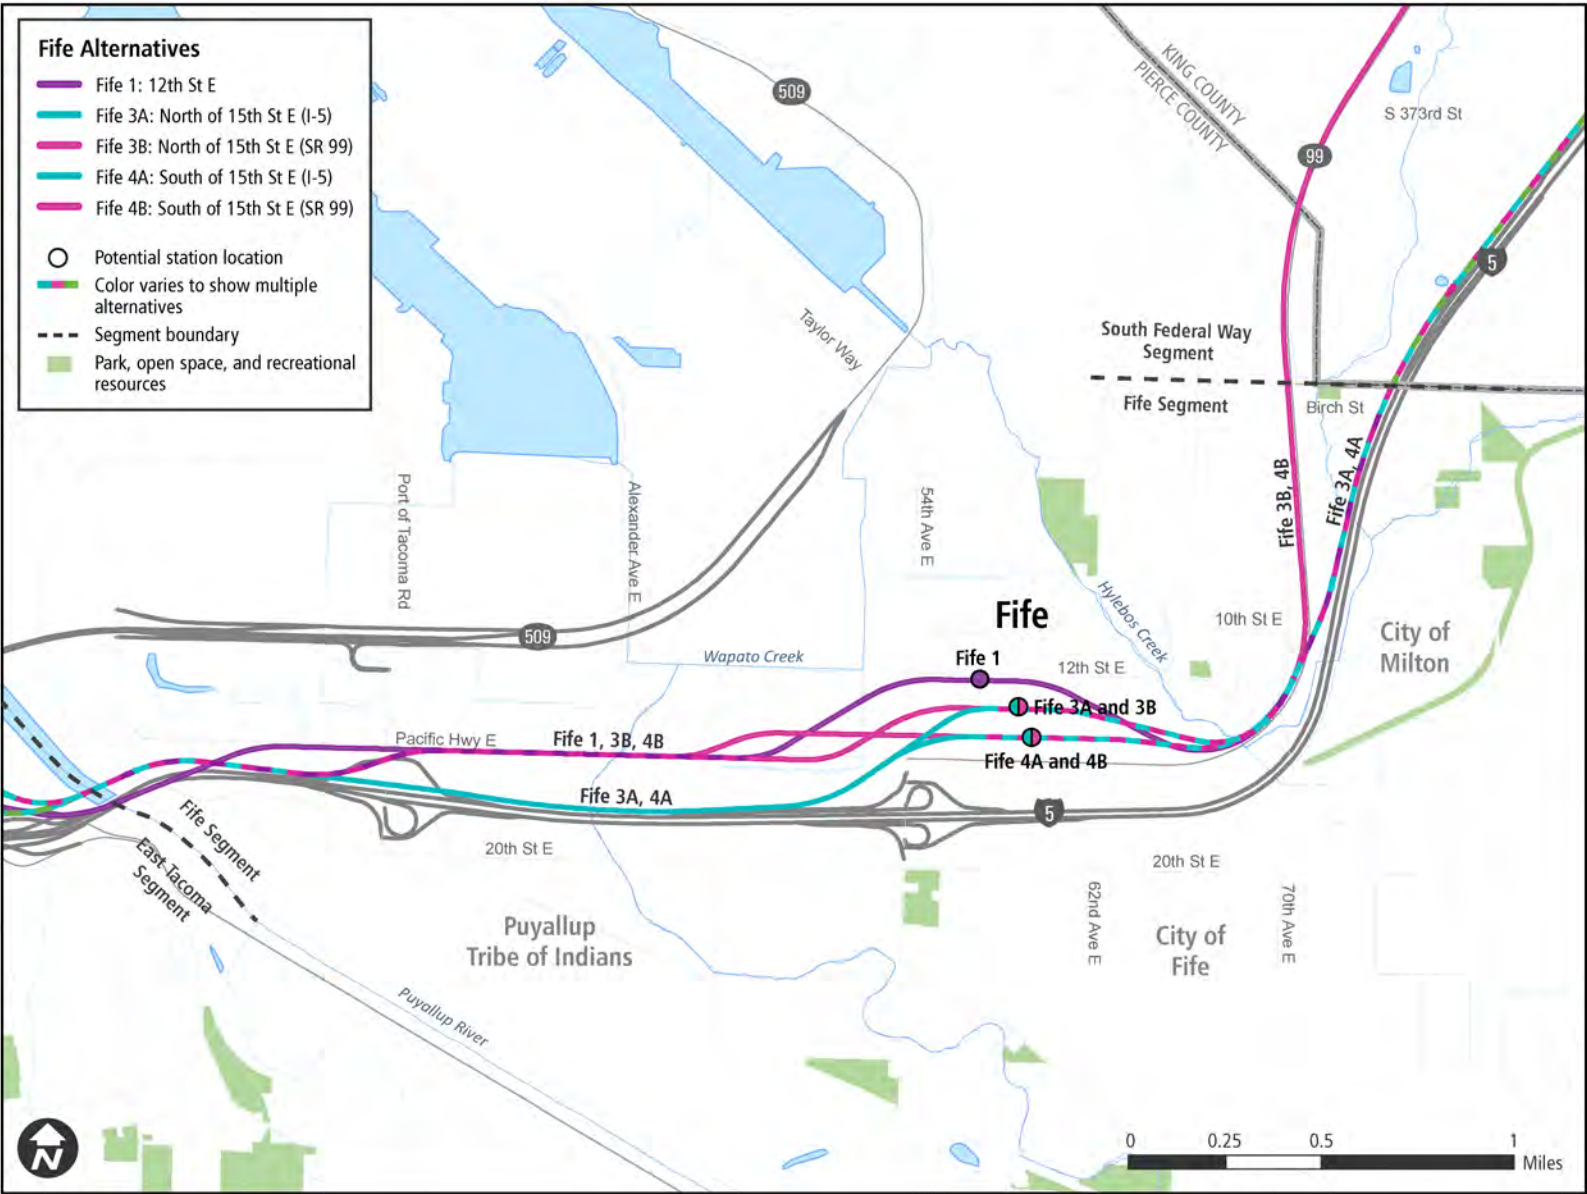 Fife Alternatives
Fife 1: 12th St E
Fife 3A: North of 15th St E (I-5)
Fife 3B: North of 15th St E (SR 99)
Fife 4A: South of 15th St E (I-5)
Fife 4B: South of 15th St E (SR 99)
Potential station location
Color varies to show multiple
alternatives
Segment boundary
Park, open space, and recreational
resources
509
KING COUNTY
PIERCE COUNTY
S 373rd St
99
5
Taylor Way
South Federal Way
Segment
Fife Segment
Birch St
Fife 3B, 4B
Fife 3A, 4A
Port of Tacoma Rd
Alexander Ave E
54th Ave E
Hylebos Creek
Fife
10th St E
City of
Milton
509
Wapato Creek
Fife 1
12th St E
Fife 3A and 3B
Pacific Hwy E
Fife 1, 3B, 4B
Fife 4A and 4B
Fife 3A, 4A
5
Fife Segment
East Tacoma
Segment
20th St E
20th St E
62nd Ave E
70th Ave E
Puyallup
Tribe of Indians
City of
Fife
Puyallup River
N
0 0.25 0.5 1
Miles